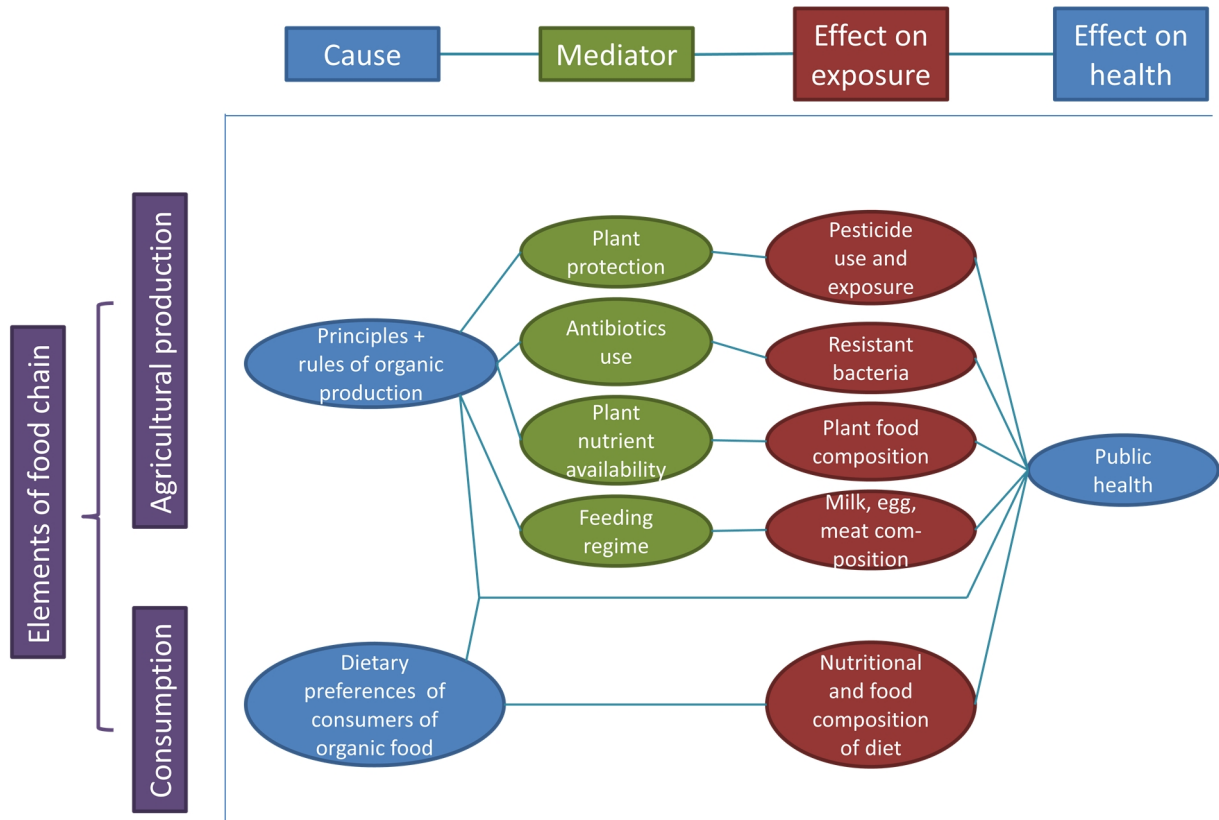 Cause
Mediator
Effect on
exposure
Effect on
health
Elements of food chain
Agricultural production
Consumption
Principles +
rules of organic
production
Plant
protection
Antibiotics
use
Plant
nutrient
availability
Feeding
regime
Pesticide
use and
exposure
Resistant
bacteria
Plant food
composition
Milk, egg,
meat com-
position
Public
health
Dietary
preferences of
consumers of
organic food
Nutritional
and food
composition
of diet